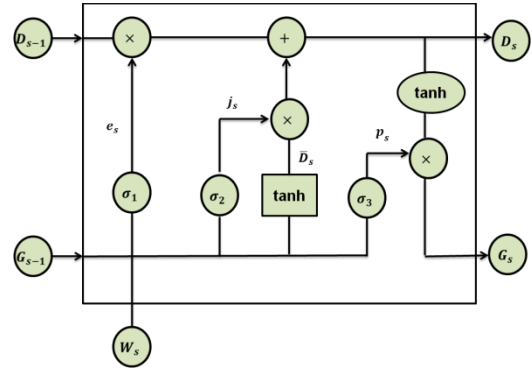 D_{s-1} × + D_s
tanh
j_s
e_s × p_s ×
D̅_s
σ_1 σ_2 tanh σ_3
G_{s-1} G_s
W_s